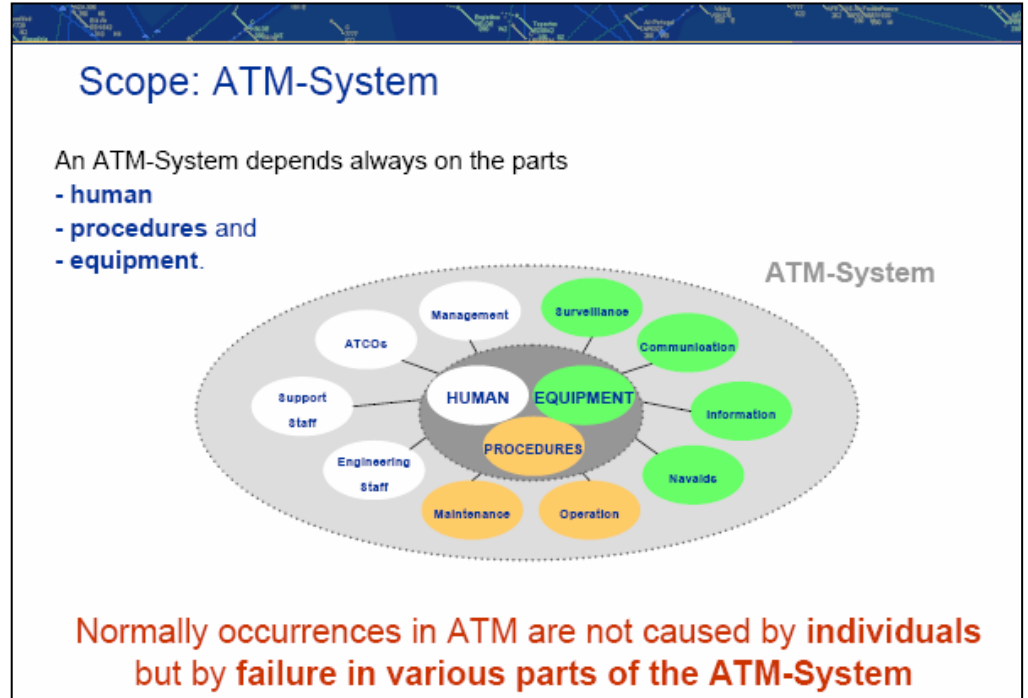 Scope: ATM-System
An ATM-System depends always on the parts
- human
- procedures and
- equipment.
ATM-System
Management
Surveillance
ATCOs
Communication
Support
Staff
HUMAN
EQUIPMENT
Information
PROCEDURES
Engineering
Staff
Navaids
Maintenance
Operation
Normally occurrences in ATM are not caused by individuals
but by failure in various parts of the ATM-System